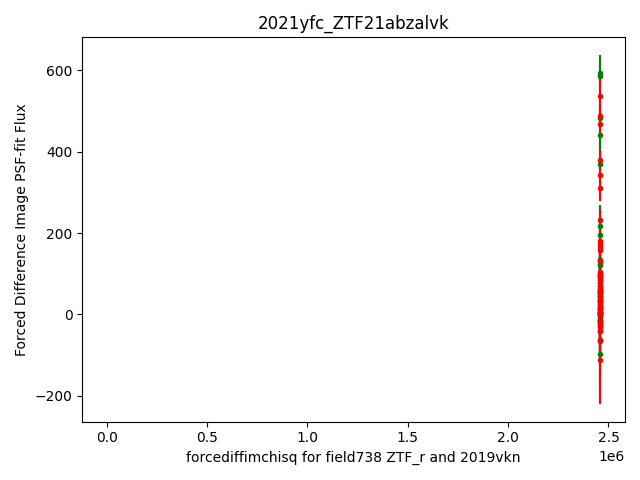 2021yfc_ZTF21abzalvk
Forced Difference Image PSF-fit Flux
600
400
200
0
−200
0.0 0.5 1.0 1.5 2.0 2.5
1e6
forcediffimchisq for field738 ZTF_r and 2019vkn